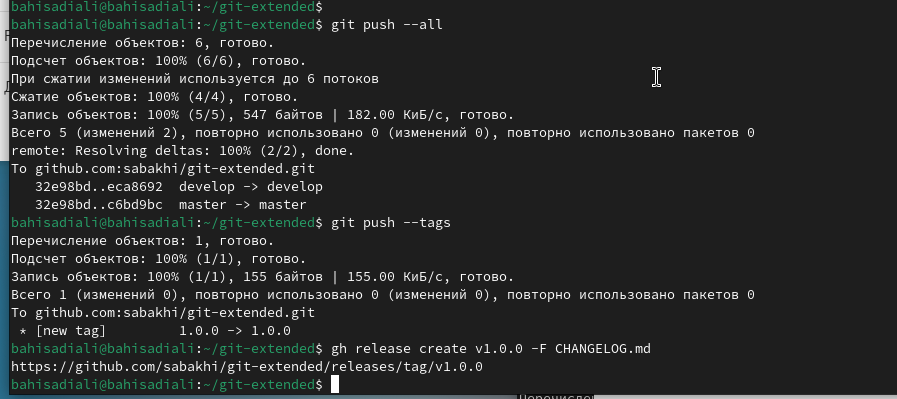 bahisadiali@bahisadiali:~/git-extended$
bahisadiali@bahisadiali:~/git-extended$ git push --all
Перечисление объектов: 6, готово.
Подсчет объектов: 100% (6/6), готово.
При сжатии изменений используется до 6 потоков
Сжатие объектов: 100% (4/4), готово.
Запись объектов: 100% (5/5), 547 байтов | 182.00 КиБ/с, готово.
Всего 5 (изменений 2), повторно использовано 0 (изменений 0), повторно использовано пакетов 0
remote: Resolving deltas: 100% (2/2), done.
To github.com:sabakhi/git-extended.git
   32e98bd..eca8692  develop -> develop
   32e98bd..c6bd9bc  master -> master
bahisadiali@bahisadiali:~/git-extended$ git push --tags
Перечисление объектов: 1, готово.
Подсчет объектов: 100% (1/1), готово.
Запись объектов: 100% (1/1), 155 байтов | 155.00 КиБ/с, готово.
Всего 1 (изменений 0), повторно использовано 0 (изменений 0), повторно использовано пакетов 0
To github.com:sabakhi/git-extended.git
 * [new tag]         1.0.0 -> 1.0.0
bahisadiali@bahisadiali:~/git-extended$ gh release create v1.0.0 -F CHANGELOG.md
https://github.com/sabakhi/git-extended/releases/tag/v1.0.0
bahisadiali@bahisadiali:~/git-extended$